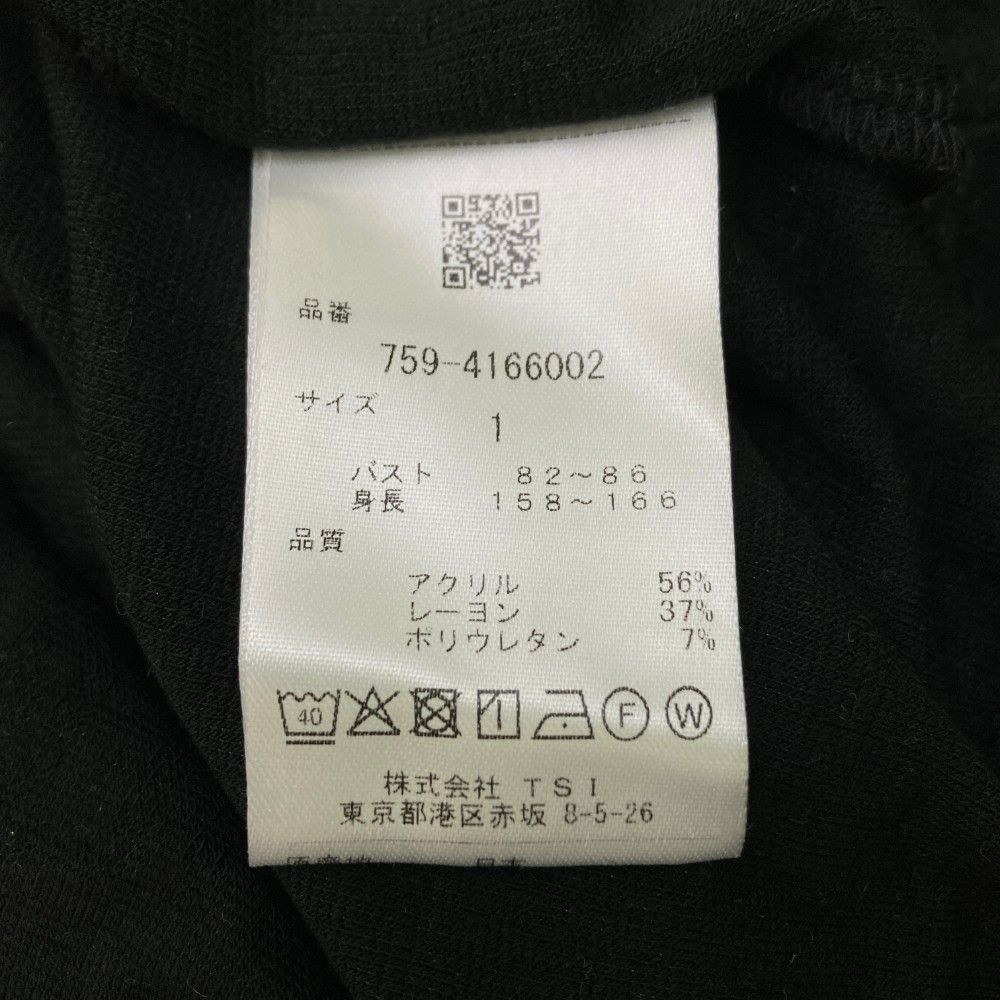 品番
759-4166002
サイズ
1
バスト 82～86
身長 158～166
品質
アクリル 56%
レーヨン 37%
ポリウレタン 7%
40 F W
株式会社 TSI
東京都港区赤坂 8-5-26